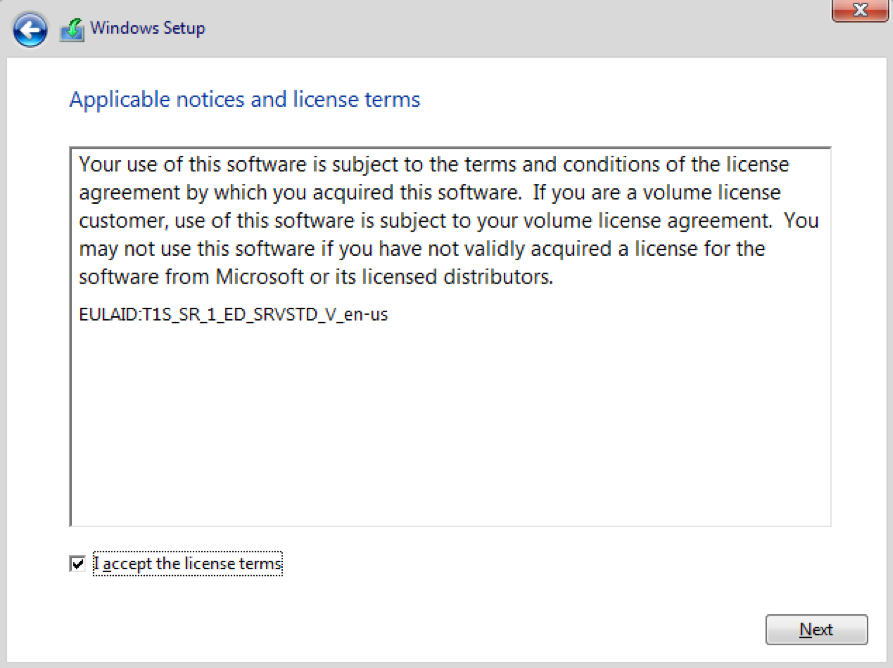 Windows Setup
Applicable notices and license terms
Your use of this software is subject to the terms and conditions of the license
agreement by which you acquired this software.  If you are a volume license
customer, use of this software is subject to your volume license agreement.  You
may not use this software if you have not validly acquired a license for the
software from Microsoft or its licensed distributors.
EULAID:T1S_SR_1_ED_SRVSTD_V_en-us
I accept the license terms
Next